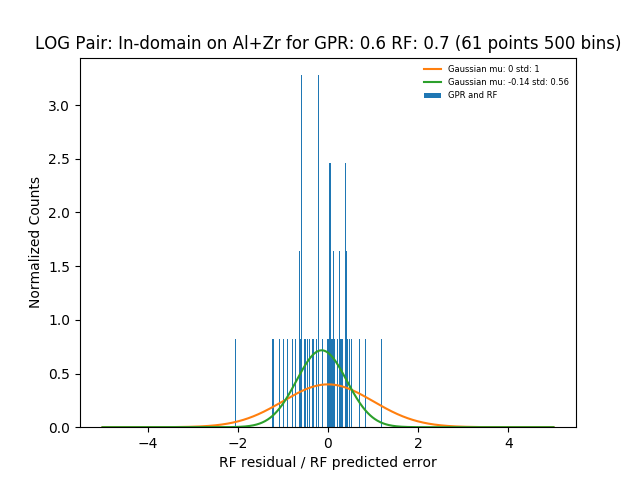 LOG Pair: In-domain on Al+Zr for GPR: 0.6 RF: 0.7 (61 points 500 bins)
Gaussian mu: 0 std: 1
Gaussian mu: -0.14 std: 0.56
GPR and RF
Normalized Counts
3.0
2.5
2.0
1.5
1.0
0.5
0.0
−4 −2 0 2 4
RF residual / RF predicted error